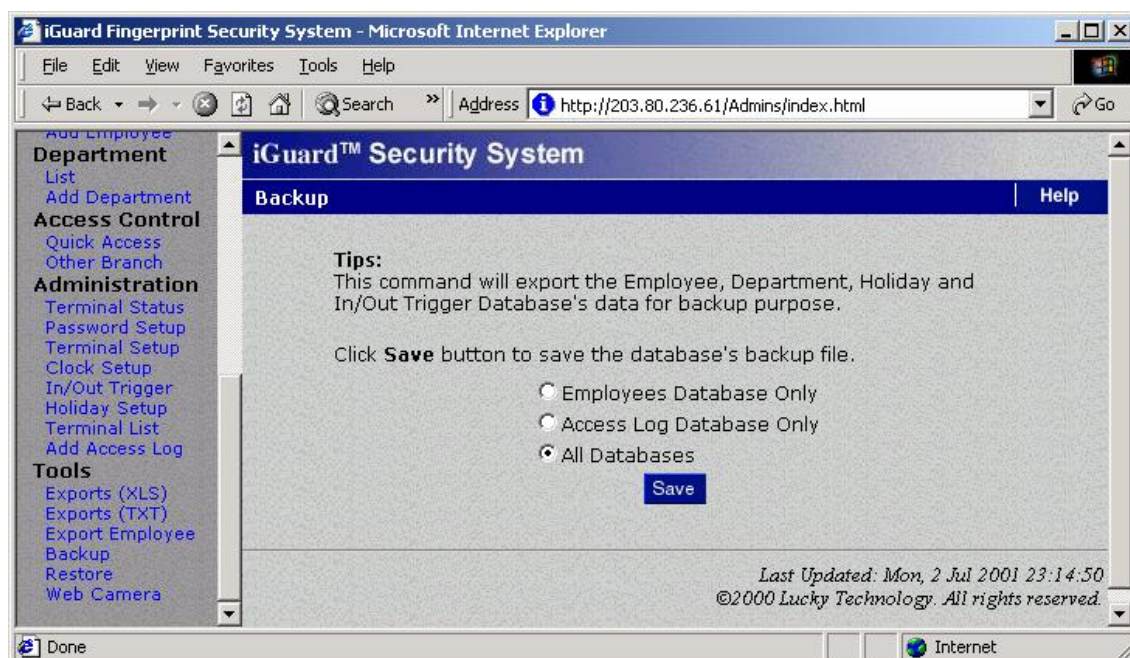 iGuard Fingerprint Security System - Microsoft Internet Explorer
File Edit View Favorites Tools Help
Back Search » Address http://203.80.236.61/Admins/index.html Go
Add Employee
Department
List
Add Department
Access Control
Quick Access
Other Branch
Administration
Terminal Status
Password Setup
Terminal Setup
Clock Setup
In/Out Trigger
Holiday Setup
Terminal List
Add Access Log
Tools
Exports (XLS)
Exports (TXT)
Export Employee
Backup
Restore
Web Camera
iGuard™ Security System
Backup Help
Tips:
This command will export the Employee, Department, Holiday and
In/Out Trigger Database's data for backup purpose.
Click Save button to save the database's backup file.
Employees Database Only
Access Log Database Only
All Databases
Save
Last Updated: Mon, 2 Jul 2001 23:14:50
©2000 Lucky Technology. All rights reserved.
Done Internet